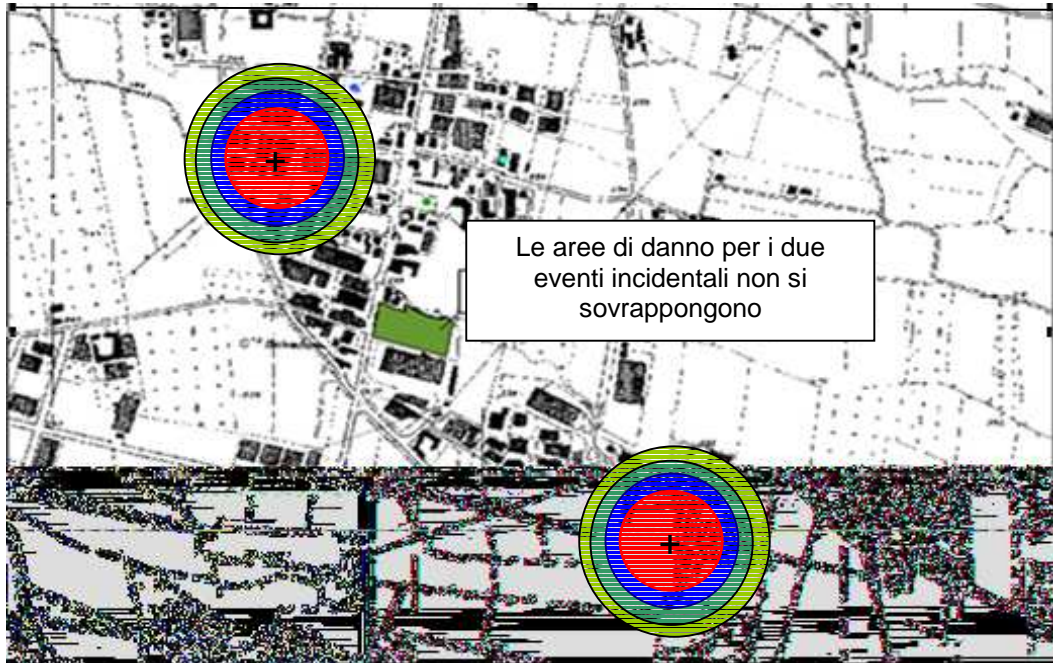 Le aree di danno per i due
eventi incidentali non si
sovrappongono